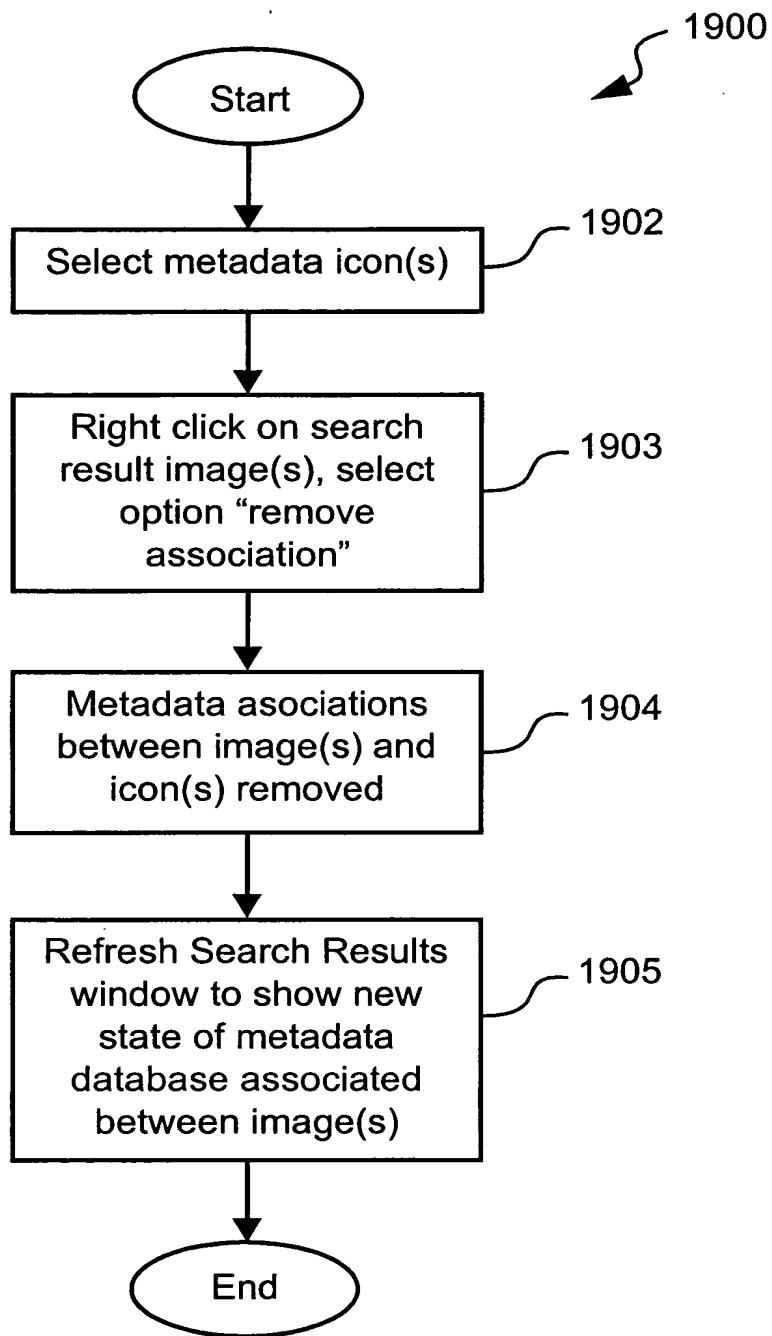 1900
Start
Select metadata icon(s)
1902
Right click on search
result image(s), select
option “remove
association”
1903
Metadata asociations
between image(s) and
icon(s) removed
1904
Refresh Search Results
window to show new
state of metadata
database associated
between image(s)
1905
End